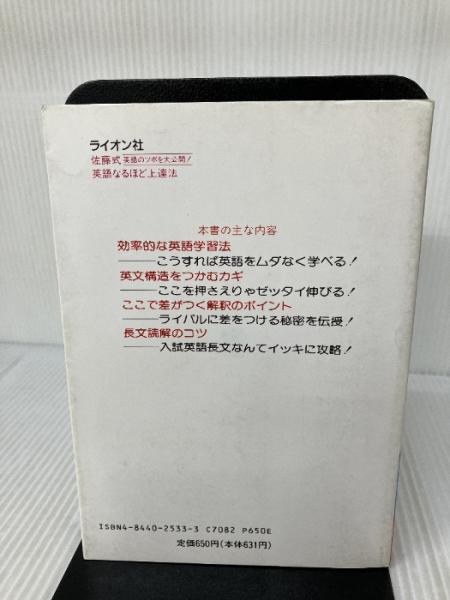 ライオン社
佐藤式英語のツボを大公開!
英語なるほど上達法
本書の主な内容
効率的な英語学習法
――こうすれば英語をムダなく学べる!
英文構造をつかむカギ
――ここを押さえりゃゼッタイ伸びる!
ここで差がつく解釈のポイント
――ライバルに差をつける秘密を伝授!
長文読解のコツ
――入試英語長文なんてイッキに攻略!
ISBN4-8440-2533-3 C7082 P650E
定価650円(本体631円)